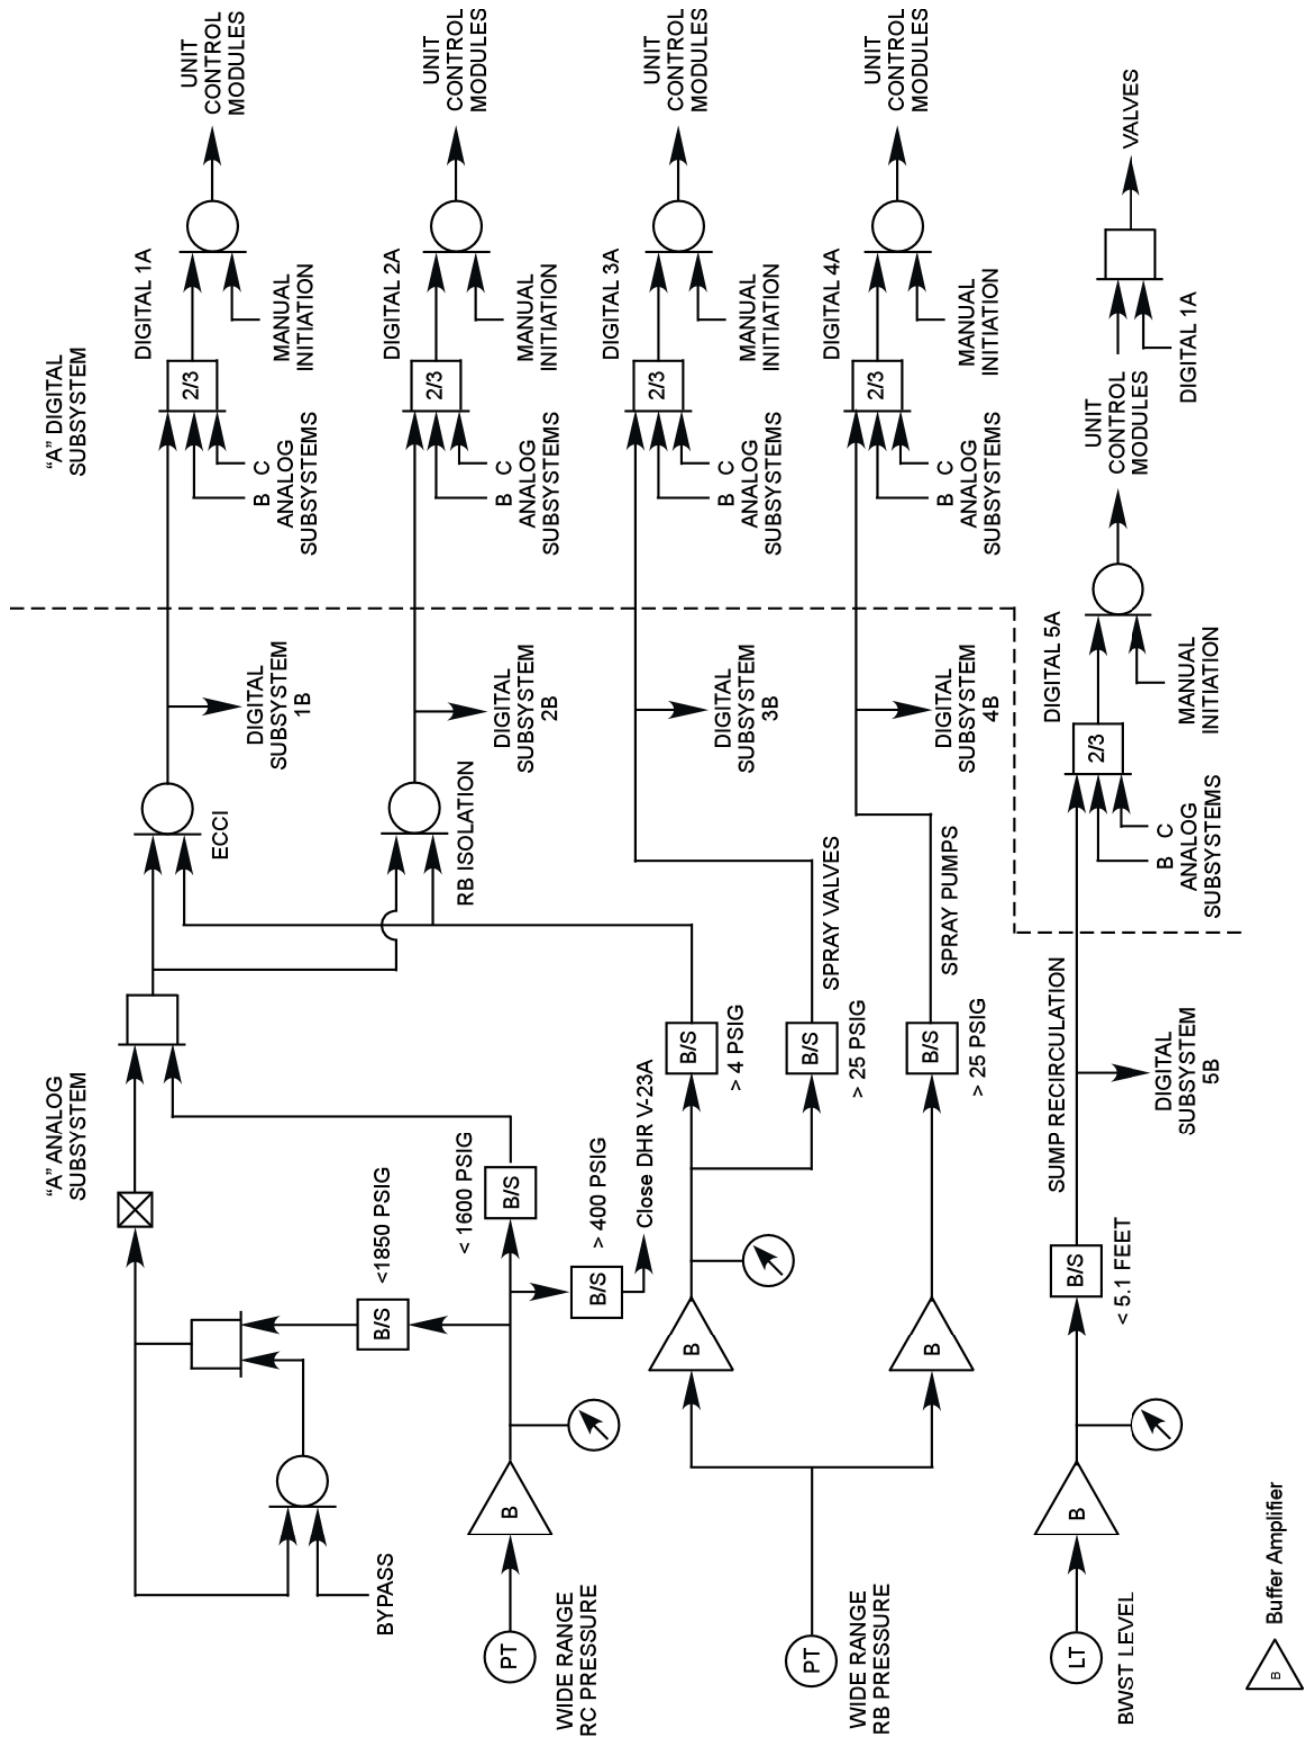 "A" ANALOG
SUBSYSTEM
"A" DIGITAL
SUBSYSTEM
BYPASS
<1850 PSIG
B/S
< 1600 PSIG
B/S
> 400 PSIG
B/S
Close DHR V-23A
PT
WIDE RANGE
RC PRESSURE
B
ECCI
DIGITAL
SUBSYSTEM
1B
B C
ANALOG
SUBSYSTEMS
2/3
DIGITAL 1A
MANUAL
INITIATION
UNIT
CONTROL
MODULES
RB ISOLATION
DIGITAL
SUBSYSTEM
2B
B C
ANALOG
SUBSYSTEMS
2/3
DIGITAL 2A
MANUAL
INITIATION
UNIT
CONTROL
MODULES
PT
WIDE RANGE
RB PRESSURE
B
B/S
> 4 PSIG
B/S
> 25 PSIG
SPRAY VALVES
DIGITAL
SUBSYSTEM
3B
B C
ANALOG
SUBSYSTEMS
2/3
DIGITAL 3A
MANUAL
INITIATION
UNIT
CONTROL
MODULES
B
B/S
> 25 PSIG
SPRAY PUMPS
DIGITAL
SUBSYSTEM
4B
B C
ANALOG
SUBSYSTEMS
2/3
DIGITAL 4A
MANUAL
INITIATION
UNIT
CONTROL
MODULES
LT
BWST LEVEL
B
B/S
< 5.1 FEET
SUMP RECIRCULATION
DIGITAL
SUBSYSTEM
5B
B C
ANALOG
SUBSYSTEMS
2/3
DIGITAL 5A
MANUAL
INITIATION
UNIT
CONTROL
MODULES
DIGITAL 1A
VALVES
B
Buffer Amplifier